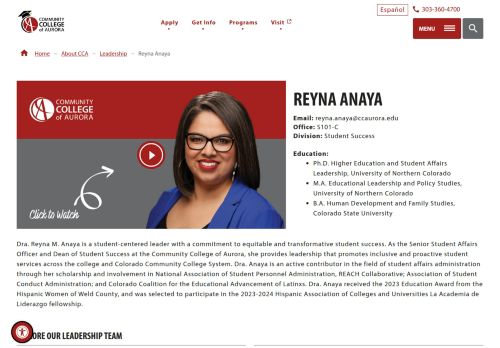 COMMUNITY
COLLEGE
of AURORA
Apply
Get Info
Programs
Visit
Español
303-360-4700
MENU
Home – About CCA – Leadership – Reyna Anaya
COMMUNITY
COLLEGE
of AURORA
Click to Watch
REYNA ANAYA
Email: reyna.anaya@ccaurora.edu
Office: S101-C
Division: Student Success
Education:
• Ph.D. Higher Education and Student Affairs
Leadership, University of Northern Colorado
• M.A. Educational Leadership and Policy Studies,
University of Northern Colorado
• B.A. Human Development and Family Studies,
Colorado State University
Dra. Reyna M. Anaya is a student-centered leader with a commitment to equitable and transformative student success. As the Senior Student Affairs
Officer and Dean of Student Success at the Community College of Aurora, she provides leadership that promotes inclusive and proactive student
services across the college and Colorado Community College System. Dra. Anaya is an active contributor in the field of student affairs administration
through her scholarship and involvement in National Association of Student Personnel Administration, REACH Collaborative; Association of Student
Conduct Administration; and Colorado Coalition for the Educational Advancement of Latinxs. Dra. Anaya received the 2023 Education Award from the
Hispanic Women of Weld County, and was selected to participate in the 2023-2024 Hispanic Association of Colleges and Universities La Academia de
Liderazgo fellowship.
ORE OUR LEADERSHIP TEAM